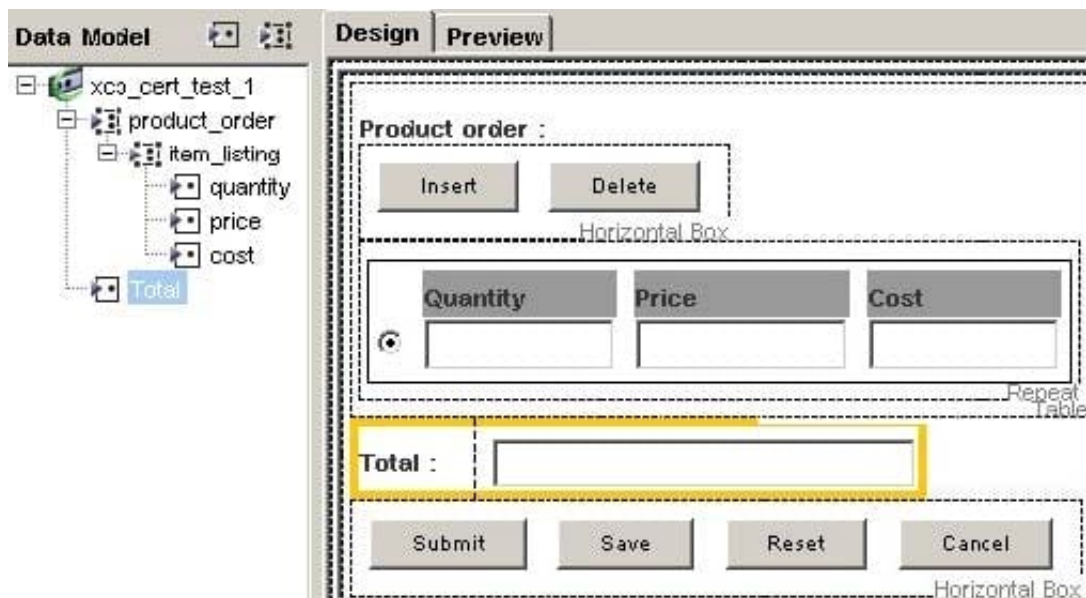 Data Model
Design Preview
xcp_cert_test_1
product_order
item_listing
quantity
price
cost
Total
Product order :
Insert Delete
Horizontal Box
Quantity Price Cost
Repeat
Table
Total :
Submit Save Reset Cancel
Horizontal Box